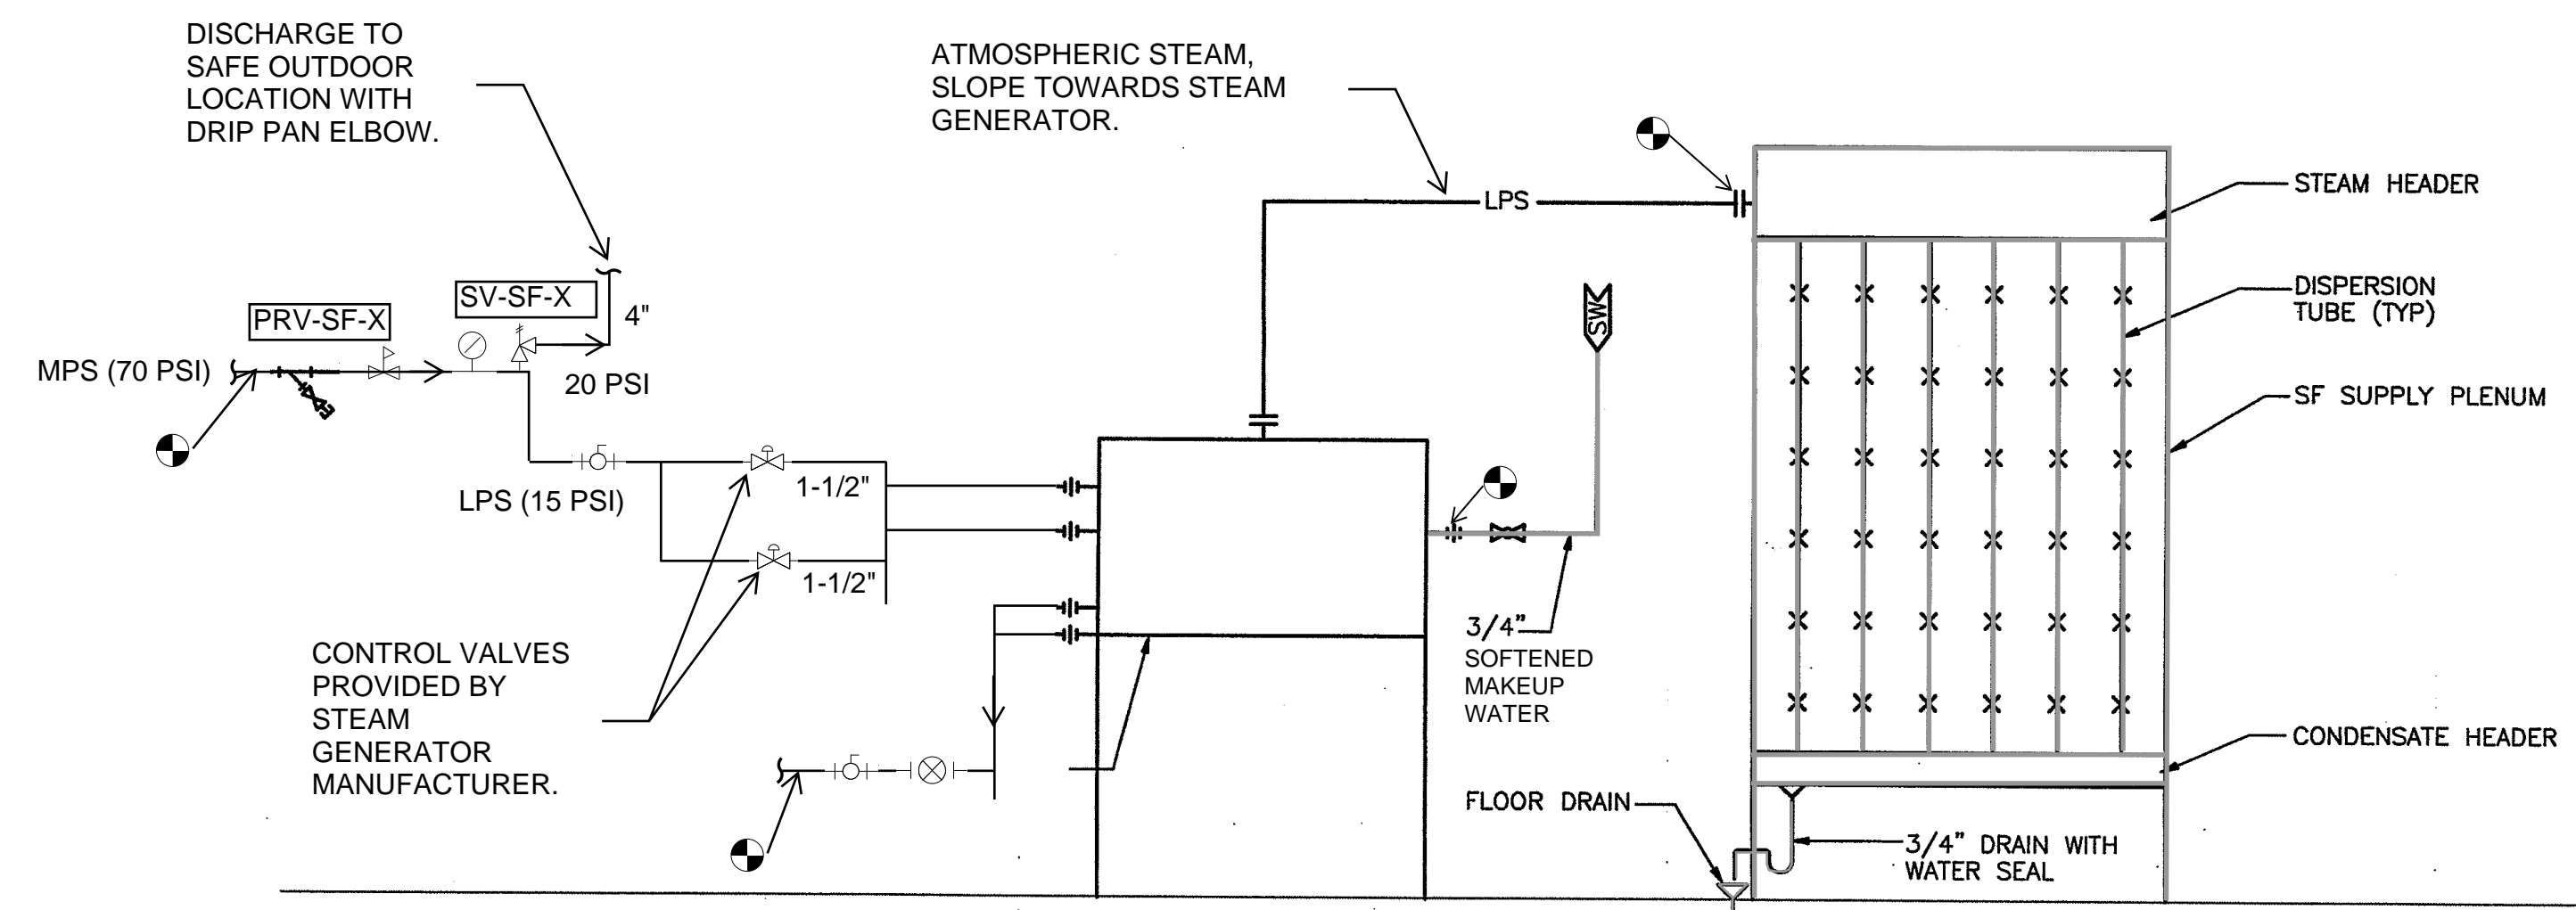 DISCHARGE TO
SAFE OUTDOOR
LOCATION WITH
DRIP PAN ELBOW.
ATMOSPHERIC STEAM,
SLOPE TOWARDS STEAM
GENERATOR.
STEAM HEADER
LPS
DISPERSION
TUBE (TYP)
SV-SF-X
PRV-SF-X
4"
SW
MPS (70 PSI)
20 PSI
SF SUPPLY PLENUM
1-1/2"
LPS (15 PSI)
1-1/2"
3/4"
SOFTENED
MAKEUP
WATER
CONTROL VALVES
PROVIDED BY
STEAM
GENERATOR
MANUFACTURER.
CONDENSATE HEADER
FLOOR DRAIN
3/4" DRAIN WITH
WATER SEAL